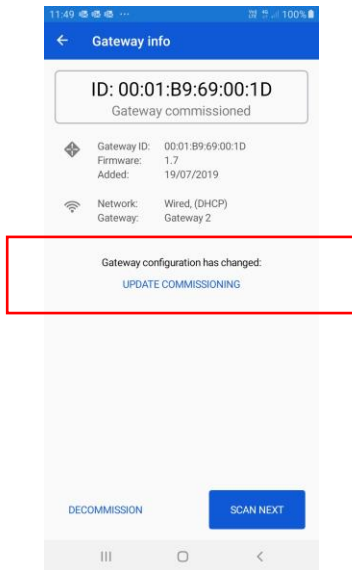 11:49 100%
Gateway info
ID: 00:01:B9:69:00:1D
Gateway commissioned
Gateway ID: 00:01:B9:69:00:1D
Firmware: 1.7
Added: 19/07/2019
Network: Wired, (DHCP)
Gateway: Gateway 2
Gateway configuration has changed:
UPDATE COMMISSIONING
DECOMMISSION SCAN NEXT